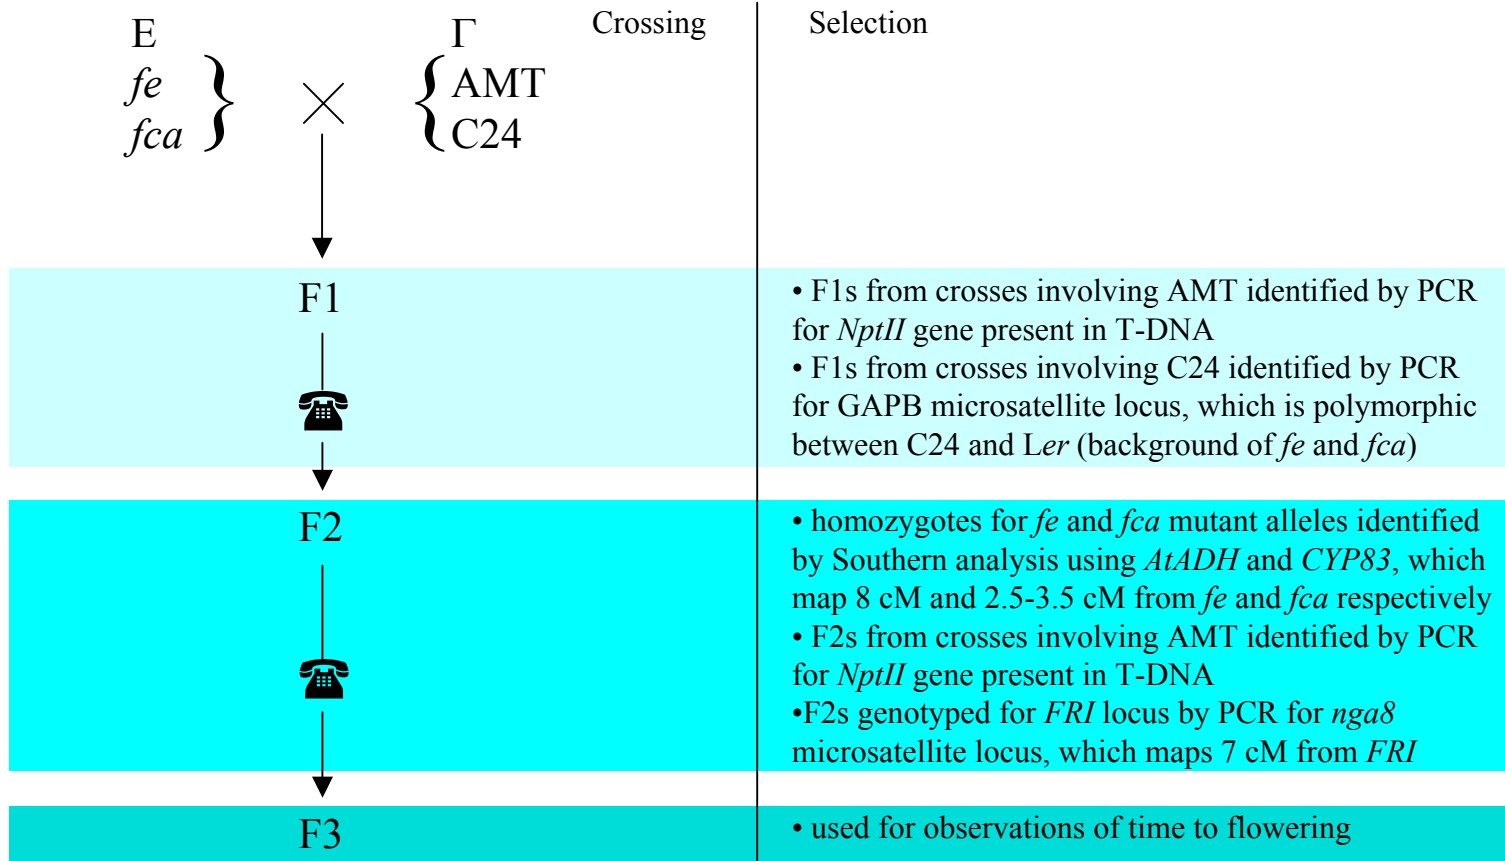 Crossing
Selection
E
fe
fca
Γ
AMT
C24
F1
• F1s from crosses involving AMT identified by PCR
for NptII gene present in T-DNA
• F1s from crosses involving C24 identified by PCR
for GAPB microsatellite locus, which is polymorphic
between C24 and Ler (background of fe and fca)
F2
• homozygotes for fe and fca mutant alleles identified
by Southern analysis using AtADH and CYP83, which
map 8 cM and 2.5-3.5 cM from fe and fca respectively
• F2s from crosses involving AMT identified by PCR
for NptII gene present in T-DNA
•F2s genotyped for FRI locus by PCR for nga8
microsatellite locus, which maps 7 cM from FRI
F3
• used for observations of time to flowering